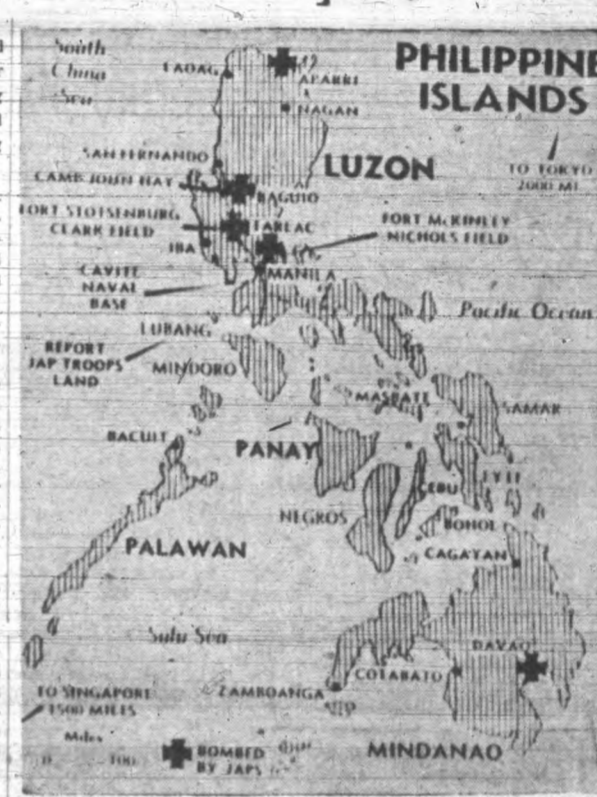 South
China
Sea
PHILIPPINE
ISLANDS
LAOAG
APARRI
NAGAN
SAN FERNANDO
LUZON
TO TOKYO
2000 MI.
CAMP JOHN HAY
BAGUIO
FORT STOTSENBURG
CLARK FIELD
TARLAC
FORT McKINLEY
NICHOLS FIELD
IBA
CAVITE
NAVAL
BASE
MANILA
Pacific Ocean
LUBANG
REPORT
JAP TROOPS
LAND
MINDORO
MASBATE
SAMAR
BACUIT
PANAY
CEBU
LEYTE
NEGROS
BOHOL
PALAWAN
CAGAYAN
Sulu Sea
DAVAO
COTABATO
TO SINGAPORE
1500 MILES
ZAMBOANGA
Miles
0 100
BOMBED
BY JAPS
MINDANAO